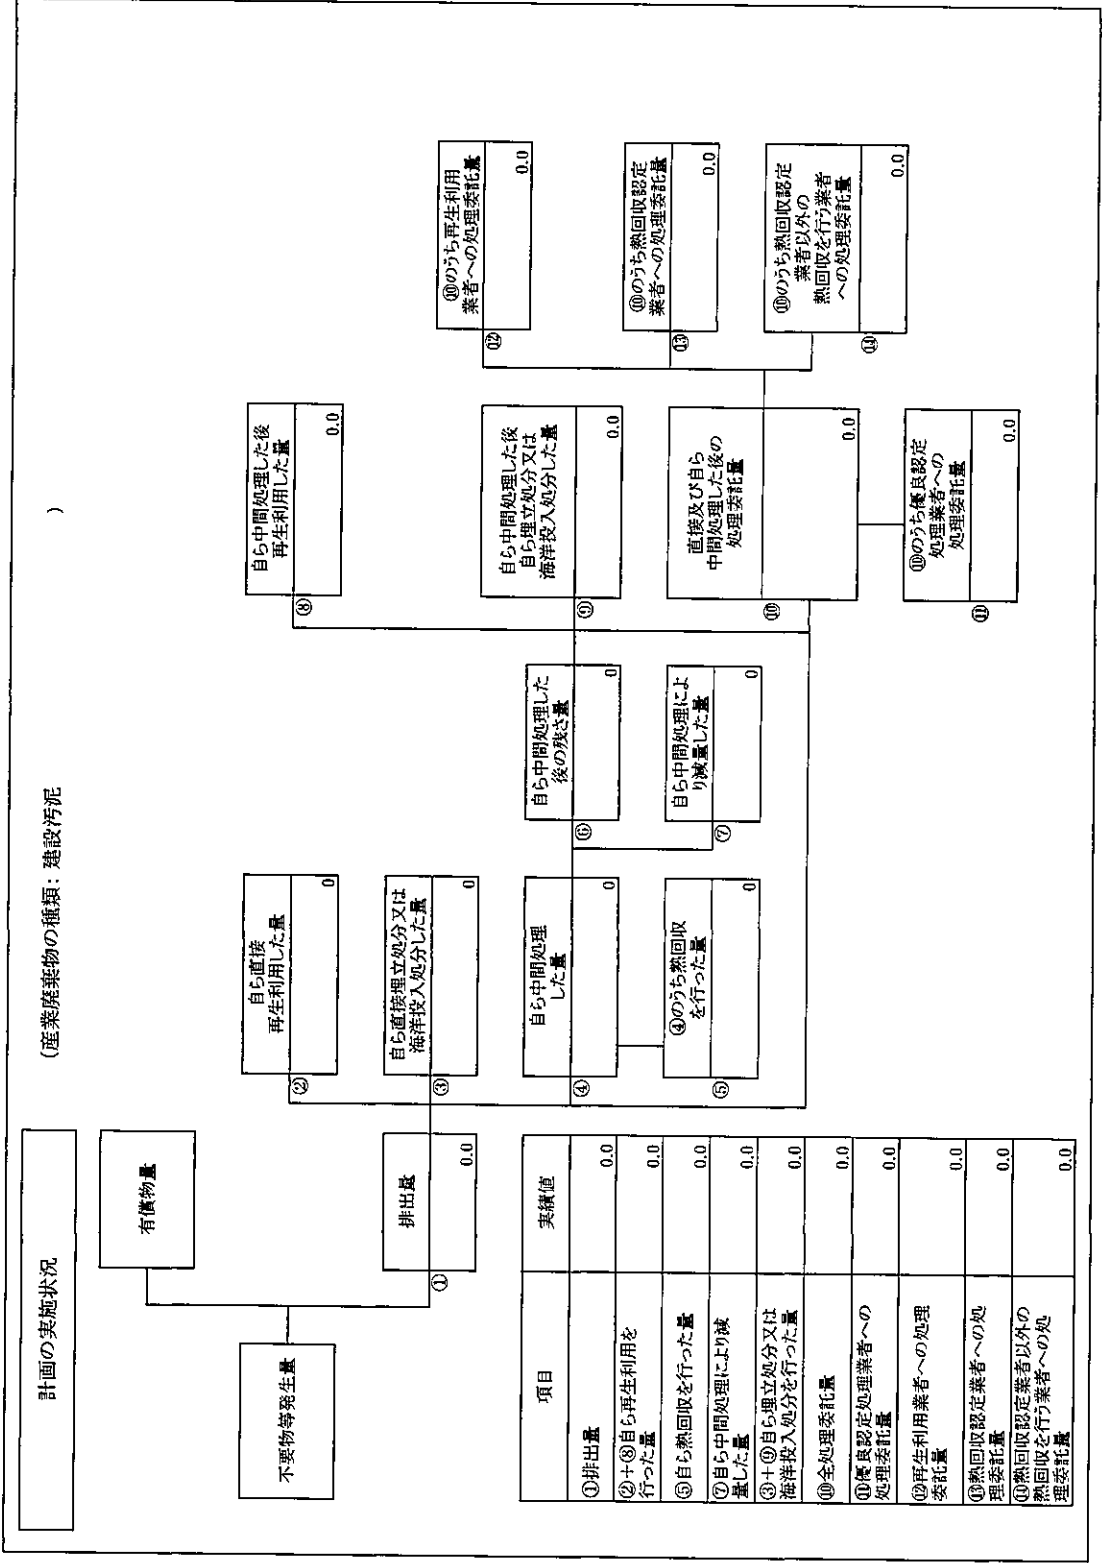 計画の実施状況
(産業廃棄物の種類: 建設汚泥
)
不要物等発生量
有償物量
排出量
①
0.0
自ら直接
再生利用した量
②
0
自ら直接埋立処分又は
海洋投入処分した量
③
0
自ら中間処理
した量
④
0
④のうち熱回収
を行った量
⑤
0
自ら中間処理した
後の残さ量
⑥
0
自ら中間処理によ
り減量した量
⑦
0
自ら中間処理した後
再生利用した量
⑧
0.0
自ら中間処理した後
自ら埋立処分又は
海洋投入処分した量
⑨
0.0
直接及び自ら
中間処理した後の
処理委託量
⑩
0.0
⑩のうち優良認定
処理業者への
処理委託量
⑪
0.0
⑩のうち再生利用
業者への処理委託量
⑫
0.0
⑩のうち熱回収認定
業者への処理委託量
⑬
0.0
⑩のうち熱回収認定
業者以外の
熱回収を行う業者
への処理委託量
⑭
0.0
項目
実績値
①排出量
0.0
②+⑧自ら再生利用を
行った量
0.0
⑤自ら熱回収を行った量
0.0
⑦自ら中間処理により減
量した量
0.0
③+⑨自ら埋立処分又は
海洋投入処分を行った量
0.0
⑩全処理委託量
0.0
⑪優良認定処理業者への
処理委託量
0.0
⑫再生利用業者への処理
委託量
0.0
⑬熱回収認定業者への処
理委託量
0.0
⑭熱回収認定業者以外の
熱回収を行う業者への処
理委託量
0.0